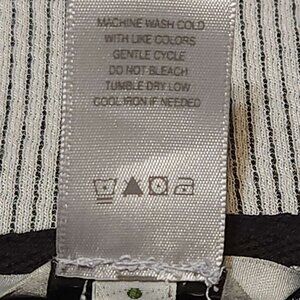 MACHINE WASH COLD
WITH LIKE COLORS
GENTLE CYCLE
DO NOT BLEACH
TUMBLE DRY LOW
COOL IRON IF NEEDED